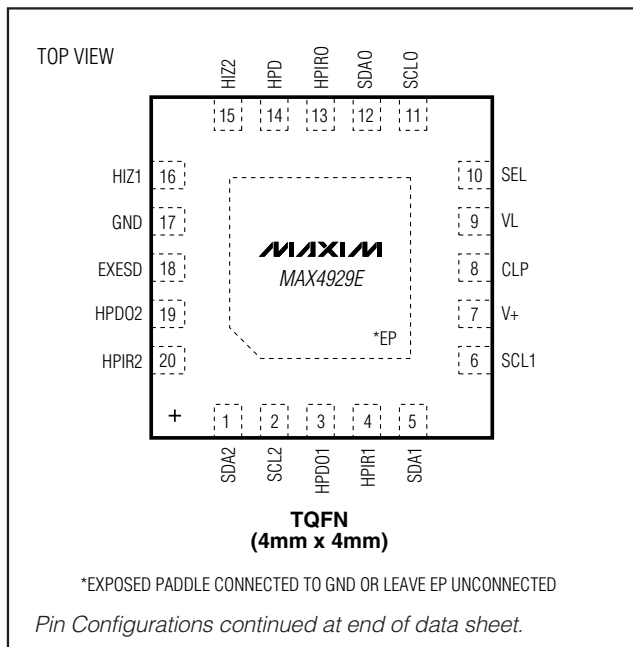 TOP VIEW
HIZ2 HPD HPIR0 SDA0 SCL0
15 14 13 12 11
HIZ1 16 10 SEL
GND 17 9 VL
EXESD 18 8 CLP
HPDO2 19 7 V+
HPIR2 20 6 SCL1
MAXIM
MAX4929E
*EP
+ 1 2 3 4 5
SDA2 SCL2 HPDO1 HPIR1 SDA1
TQFN
(4mm x 4mm)
*EXPOSED PADDLE CONNECTED TO GND OR LEAVE EP UNCONNECTED
Pin Configurations continued at end of data sheet.